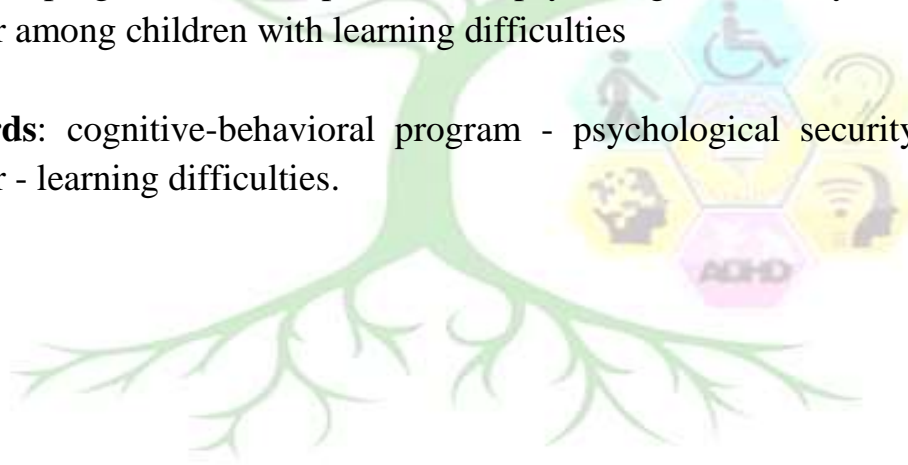 r among children with learning difficulties
rds: cognitive-behavioral program - psychological security
r - learning difficulties.
ADHD